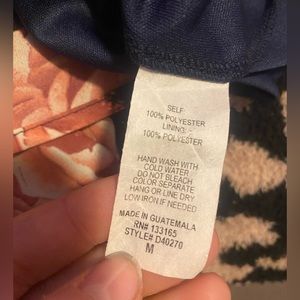 SELF:
100% POLYESTER
LINING: -
100% POLYESTER
HAND WASH WITH
COLD WATER
DO NOT BLEACH
COLOR SEPARATE
HANG / OR DRY
LOW IRON IF NEEDED
MADE IN GUATEMALA
RN# 133165
STYLE# D40270
M